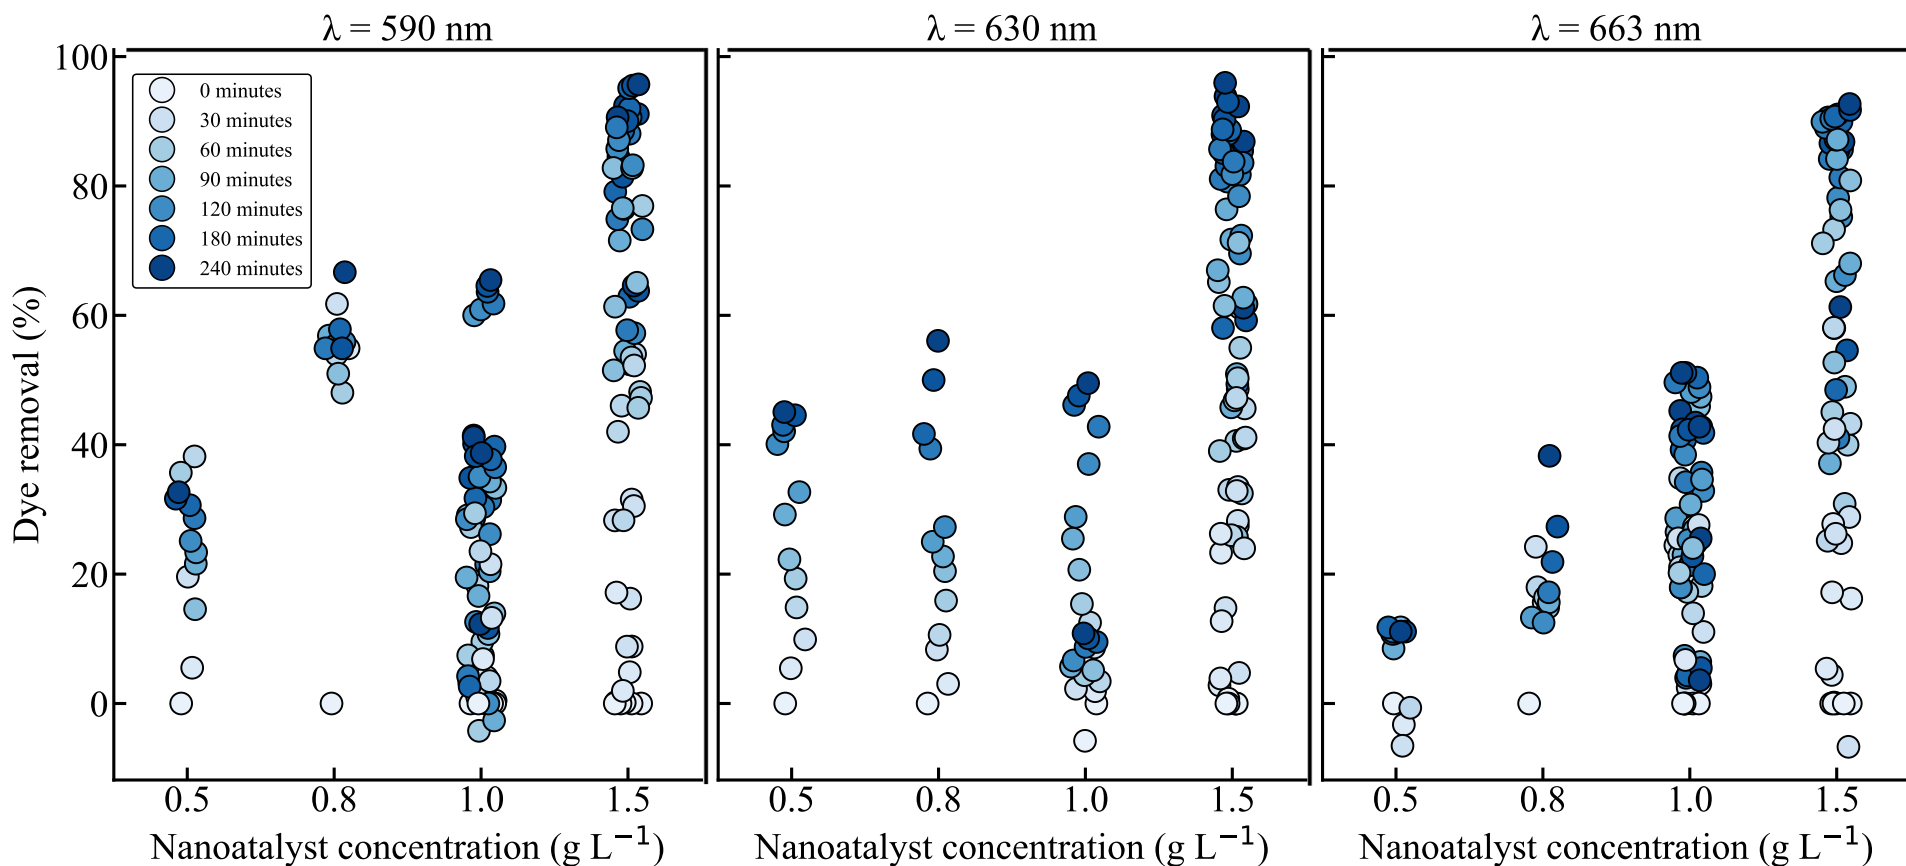 λ = 590 nm
λ = 630 nm
λ = 663 nm
Dye removal (%)
100
80
60
40
20
0
0 minutes
30 minutes
60 minutes
90 minutes
120 minutes
180 minutes
240 minutes
0.5 0.8 1.0 1.5
0.5 0.8 1.0 1.5
0.5 0.8 1.0 1.5
Nanoatalyst concentration (g L⁻¹)
Nanoatalyst concentration (g L⁻¹)
Nanoatalyst concentration (g L⁻¹)